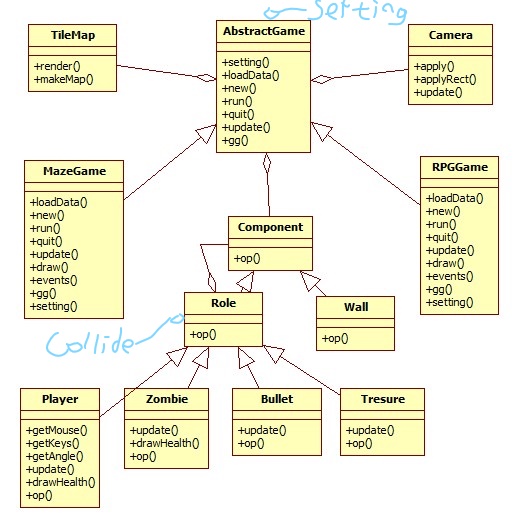 Setting
TileMap
+render()
+makeMap()
AbstractGame
+setting()
+loadData()
+new()
+run()
+quit()
+update()
+gg()
Camera
+apply()
+applyRect()
+update()
MazeGame
+loadData()
+new()
+run()
+quit()
+update()
+draw()
+events()
+gg()
+setting()
RPGGame
+loadData()
+new()
+run()
+quit()
+update()
+draw()
+events()
+gg()
+setting()
Component
+op()
Role
+op()
Wall
+op()
Collide
Player
+getMouse()
+getKeys()
+getAngle()
+update()
+drawHealth()
+op()
Zombie
+update()
+drawHealth()
+op()
Bullet
+update()
+op()
Tresure
+update()
+op()